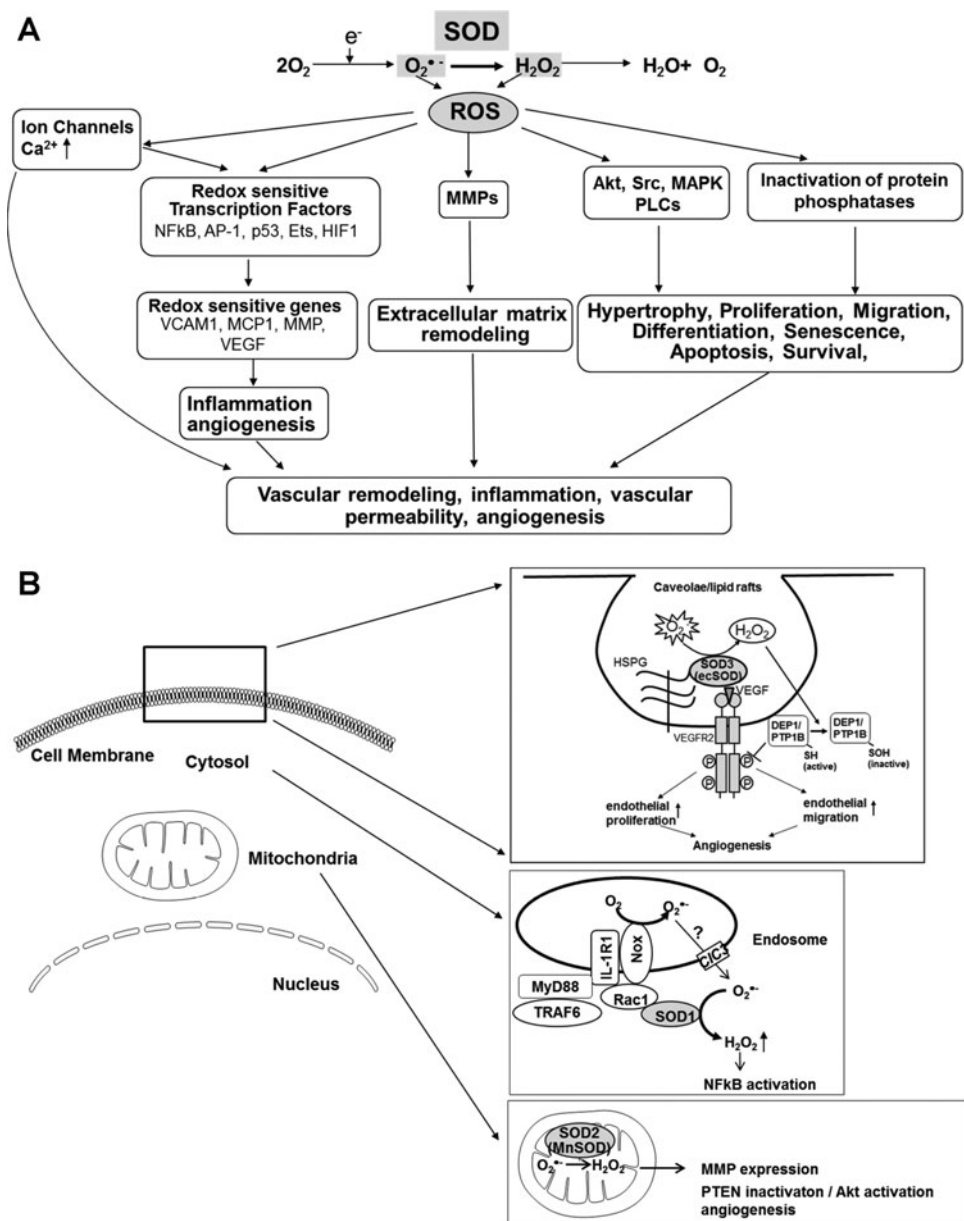 A
SOD
e-
2O₂ O₂•- H₂O₂ H₂O+ O₂
ROS
Ion Channels
Ca²⁺ ↑
Redox sensitive
Transcription Factors
NFkB, AP-1, p53, Ets, HIF1
MMPs
Akt, Src, MAPK
PLCs
Inactivation of protein
phosphatases
Redox sensitive genes
VCAM1, MCP1, MMP,
VEGF
Extracellular matrix
remodeling
Hypertrophy, Proliferation, Migration,
Differentiation, Senescence,
Apoptosis, Survival,
Inflammation
angiogenesis
Vascular remodeling, inflammation, vascular
permeability, angiogenesis
B
Cell Membrane
Cytosol
Mitochondria
Nucleus
Caveolae/lipid rafts
O₂•- H₂O₂
HSPG
SOD3
(ecSOD)
VEGF
VEGFR2
DEP1/
PTP1B
SH
(active)
DEP1/
PTP1B
SOH
(inactive)
P P
P P
endothelial
proliferation ↑
endothelial
migration ↑
Angiogenesis
O₂ O₂•-
?
Endosome
ClC3
IL-1R1
Nox
MyD88
TRAF6
Rac1
SOD1
O₂•-
H₂O₂ ↑
NFkB activation
SOD2
(MnSOD)
O₂•- → H₂O₂
MMP expression
PTEN inactivaton / Akt activation
angiogenesis